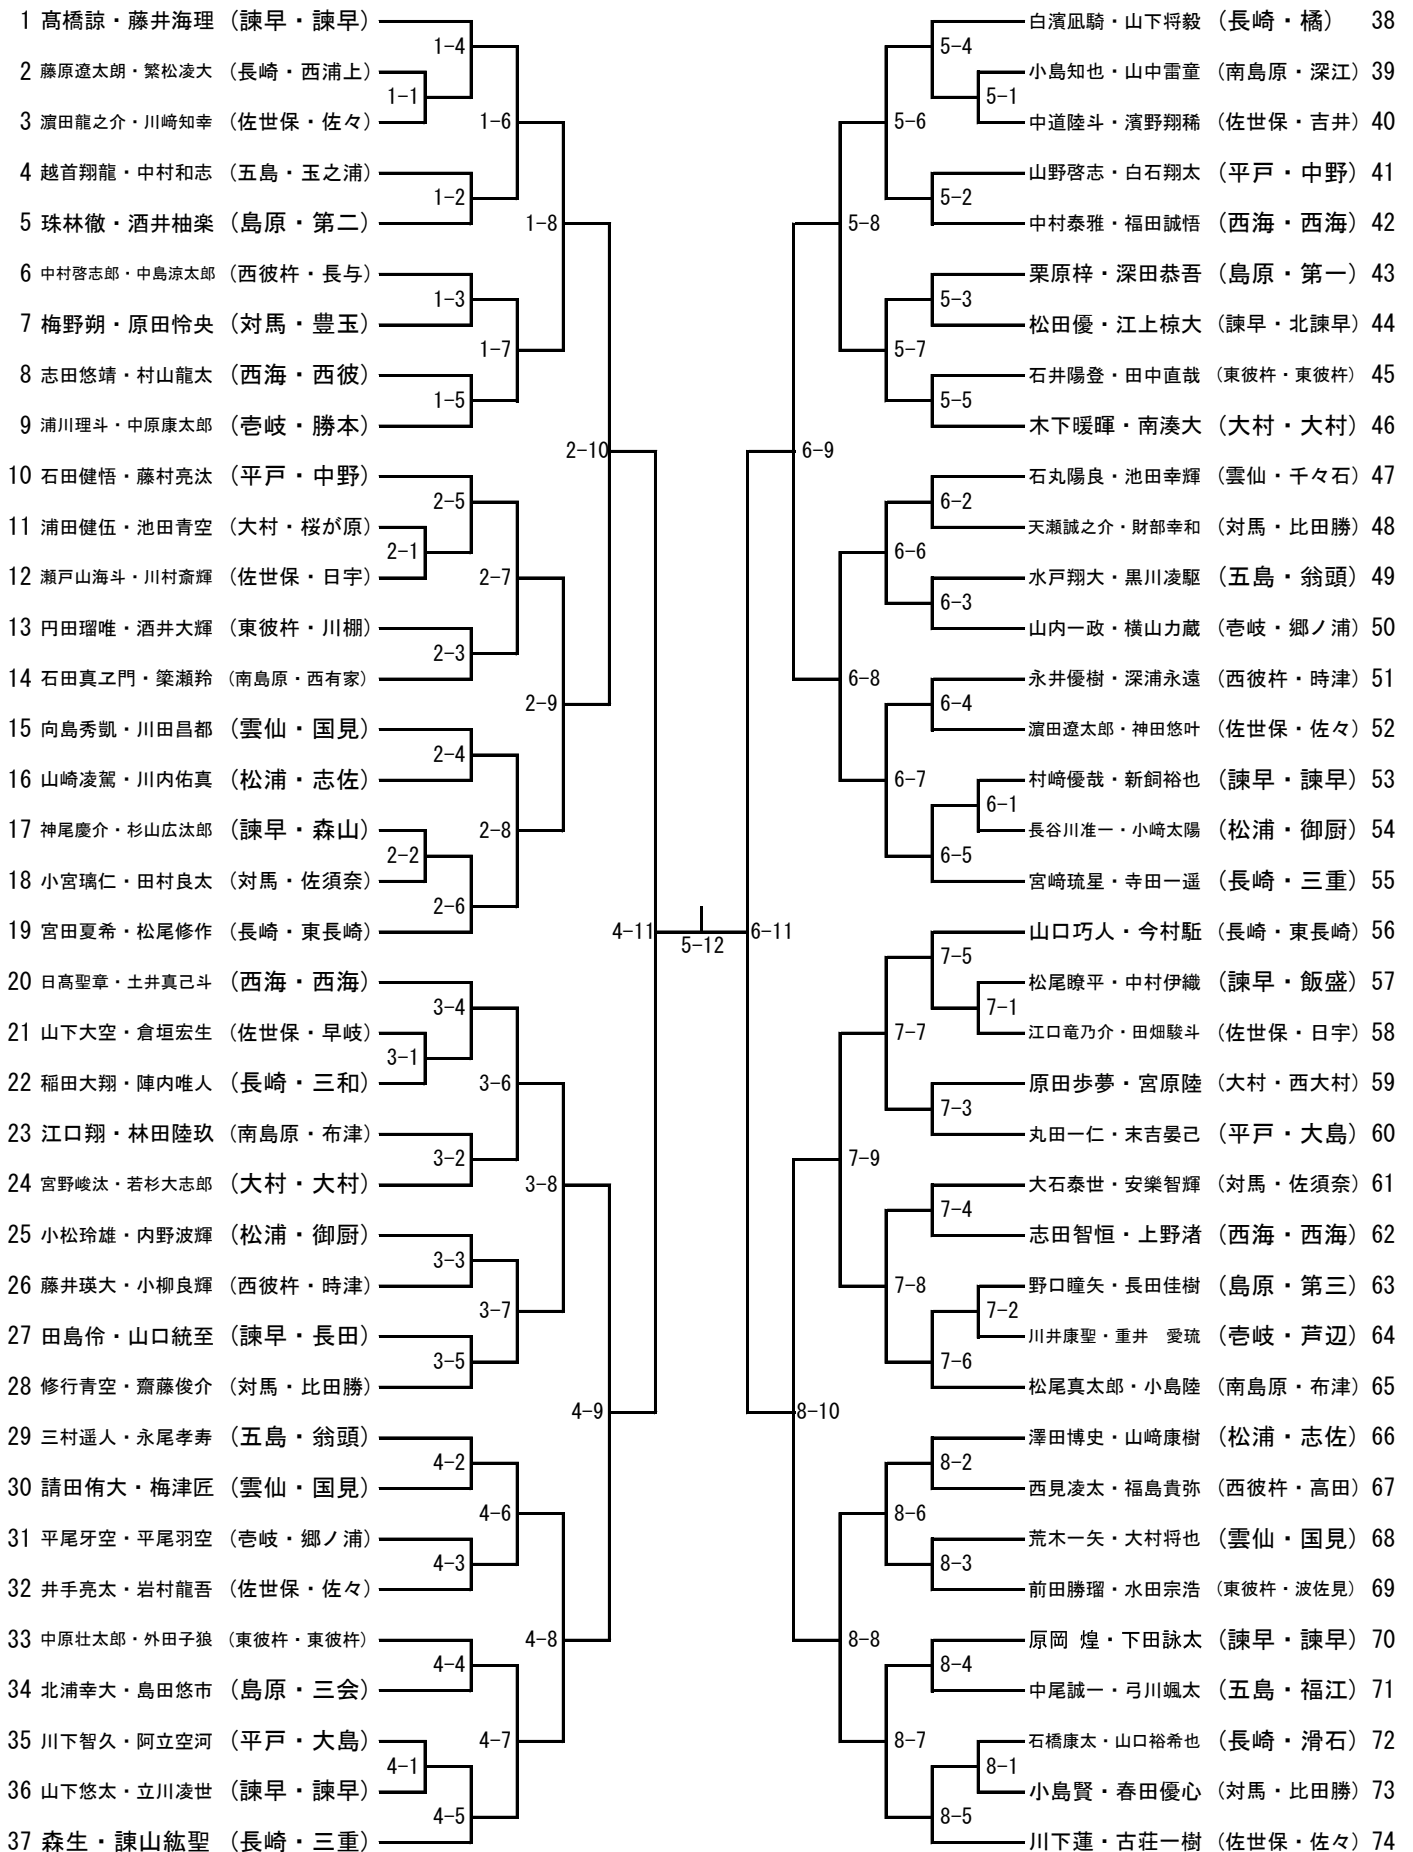 1 髙橋諒・藤井海理 (諫早・諫早)
1-4
2 藤原遼太朗・繁松凌大 (長崎・西浦上)
1-1
3 濵田龍之介・川﨑知幸 (佐世保・佐々)
1-6
4 越首翔龍・中村和志 (五島・玉之浦)
1-2
5 珠林徹・酒井柚楽 (島原・第二)
1-8
6 中村啓志郎・中島涼太郎 (西彼杵・長与)
1-3
7 梅野朔・原田怜央 (対馬・豊玉)
1-7
8 志田悠靖・村山龍太 (西海・西彼)
1-5
9 浦川理斗・中原康太郎 (壱岐・勝本)
2-10
10 石田健悟・藤村亮汰 (平戸・中野)
2-5
11 浦田健伍・池田青空 (大村・桜が原)
2-1
12 瀬戸山海斗・川村斎輝 (佐世保・日宇)
2-7
13 円田瑠唯・酒井大輝 (東彼杵・川棚)
2-3
14 石田真ヱ門・簗瀬羚 (南島原・西有家)
2-9
15 向島秀凱・川田昌都 (雲仙・国見)
2-4
16 山崎凌駕・川内佑真 (松浦・志佐)
17 神尾慶介・杉山広汰郎 (諫早・森山)
2-8
2-2
18 小宮璃仁・田村良太 (対馬・佐須奈)
2-6
19 宮田夏希・松尾修作 (長崎・東長崎)
4-11
5-12
20 日髙聖章・土井真己斗 (西海・西海)
3-4
21 山下大空・倉垣宏生 (佐世保・早岐)
3-1
22 稲田大翔・陣内唯人 (長崎・三和)
3-6
23 江口翔・林田陸玖 (南島原・布津)
3-2
24 宮野峻汰・若杉大志郎 (大村・大村)
3-8
25 小松玲雄・内野波輝 (松浦・御厨)
3-3
26 藤井瑛大・小柳良輝 (西彼杵・時津)
3-7
27 田島伶・山口統至 (諫早・長田)
3-5
28 修行青空・齋藤俊介 (対馬・比田勝)
4-9
29 三村遥人・永尾孝寿 (五島・翁頭)
4-2
30 請田侑大・梅津匠 (雲仙・国見)
4-6
31 平尾牙空・平尾羽空 (壱岐・郷ノ浦)
4-3
32 井手亮太・岩村龍吾 (佐世保・佐々)
33 中原壮太郎・外田子狼 (東彼杵・東彼杵)
4-8
4-4
34 北浦幸大・島田悠市 (島原・三会)
35 川下智久・阿立空河 (平戸・大島)
4-7
4-1
36 山下悠太・立川凌世 (諫早・諫早)
4-5
37 森生・諌山紘聖 (長崎・三重)
白濱凪騎・山下将毅 (長崎・橘) 38
5-4
小島知也・山中雷童 (南島原・深江) 39
5-1
中道陸斗・濱野翔稀 (佐世保・吉井) 40
5-6
山野啓志・白石翔太 (平戸・中野) 41
5-2
中村泰雅・福田誠悟 (西海・西海) 42
5-8
栗原梓・深田恭吾 (島原・第一) 43
5-3
松田優・江上椋大 (諫早・北諫早) 44
5-7
石井陽登・田中直哉 (東彼杵・東彼杵) 45
5-5
木下暖暉・南湊大 (大村・大村) 46
6-9
石丸陽良・池田幸輝 (雲仙・千々石) 47
6-2
天瀬誠之介・財部幸和 (対馬・比田勝) 48
6-6
水戸翔大・黒川凌駆 (五島・翁頭) 49
6-3
山内一政・横山力蔵 (壱岐・郷ノ浦) 50
6-8
永井優樹・深浦永遠 (西彼杵・時津) 51
6-4
濵田遼太郎・神田悠叶 (佐世保・佐々) 52
6-7
村﨑優哉・新飼裕也 (諫早・諫早) 53
6-1
長谷川准一・小﨑太陽 (松浦・御厨) 54
6-5
宮﨑琉星・寺田一遥 (長崎・三重) 55
6-11
山口巧人・今村駈 (長崎・東長崎) 56
7-5
松尾瞭平・中村伊織 (諫早・飯盛) 57
7-1
江口竜乃介・田畑駿斗 (佐世保・日宇) 58
7-7
原田歩夢・宮原陸 (大村・西大村) 59
7-3
丸田一仁・末吉晏己 (平戸・大島) 60
7-9
大石泰世・安樂智輝 (対馬・佐須奈) 61
7-4
志田智恒・上野渚 (西海・西海) 62
7-8
野口瞳矢・長田佳樹 (島原・第三) 63
7-2
川井康聖・重井 愛琉 (壱岐・芦辺) 64
7-6
松尾真太郎・小島陸 (南島原・布津) 65
8-10
澤田博史・山﨑康樹 (松浦・志佐) 66
8-2
西見凌太・福島貴弥 (西彼杵・高田) 67
8-6
荒木一矢・大村将也 (雲仙・国見) 68
8-3
前田勝瑠・水田宗浩 (東彼杵・波佐見) 69
8-8
原岡 煌・下田詠太 (諫早・諫早) 70
8-4
中尾誠一・弓川颯太 (五島・福江) 71
8-7
石橋康太・山口裕希也 (長崎・滑石) 72
8-1
小島賢・春田優心 (対馬・比田勝) 73
8-5
川下蓮・古荘一樹 (佐世保・佐々) 74